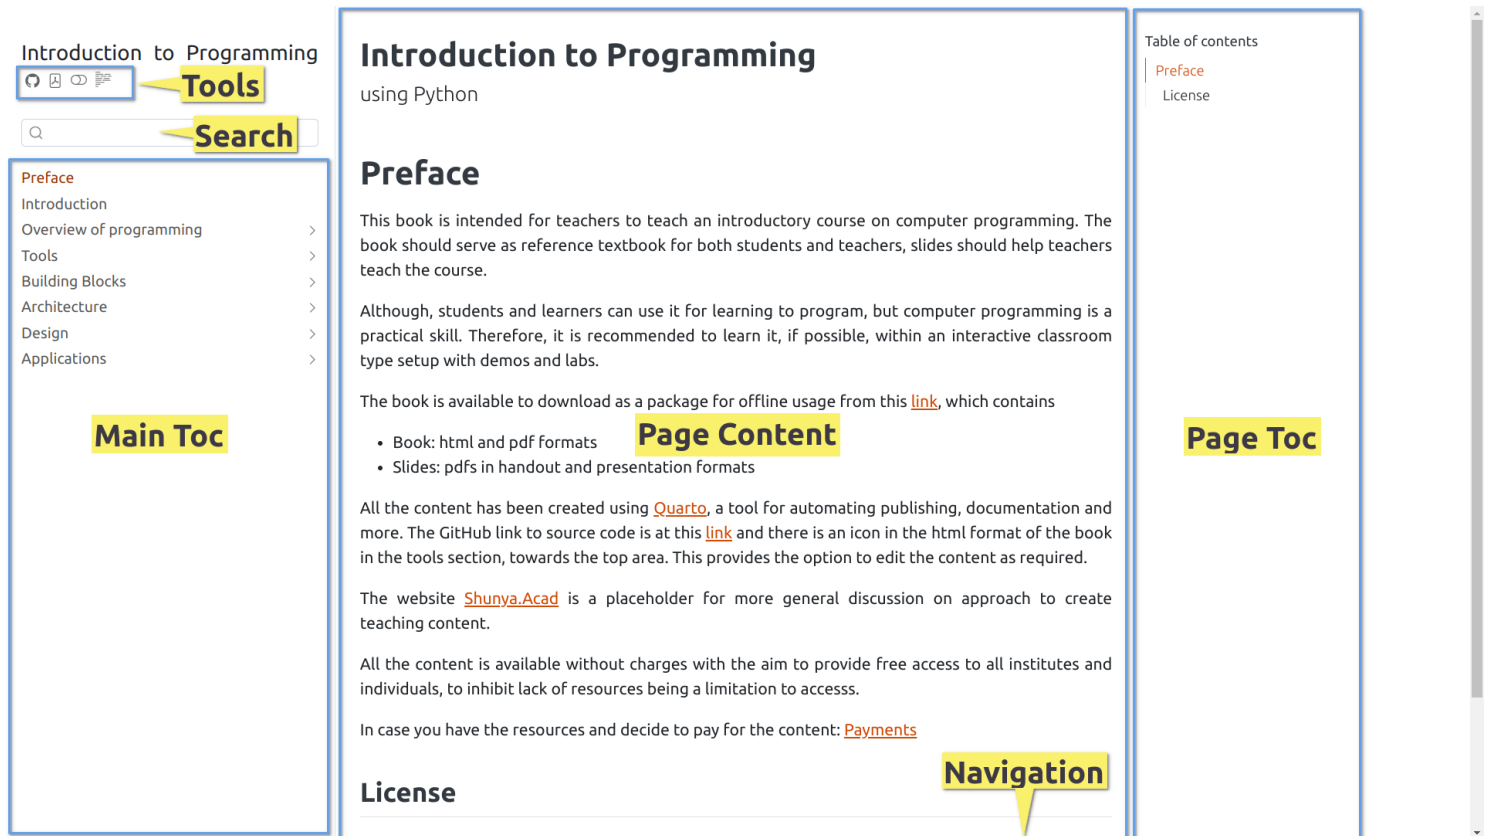 Introduction to Programming
Tools
Search
Preface
Introduction
Overview of programming
Tools
Building Blocks
Architecture
Design
Applications
Main Toc
Introduction to Programming
using Python
Preface
This book is intended for teachers to teach an introductory course on computer programming. The
book should serve as reference textbook for both students and teachers, slides should help teachers
teach the course.
Although, students and learners can use it for learning to program, but computer programming is a
practical skill. Therefore, it is recommended to learn it, if possible, within an interactive classroom
type setup with demos and labs.
The book is available to download as a package for offline usage from this link, which contains
• Book: html and pdf formats
Page Content
• Slides: pdfs in handout and presentation formats
All the content has been created using Quarto, a tool for automating publishing, documentation and
more. The GitHub link to source code is at this link and there is an icon in the html format of the book
in the tools section, towards the top area. This provides the option to edit the content as required.
The website Shunya.Acad is a placeholder for more general discussion on approach to create
teaching content.
All the content is available without charges with the aim to provide free access to all institutes and
individuals, to inhibit lack of resources being a limitation to accesss.
In case you have the resources and decide to pay for the content: Payments
Navigation
License
Table of contents
Preface
License
Page Toc